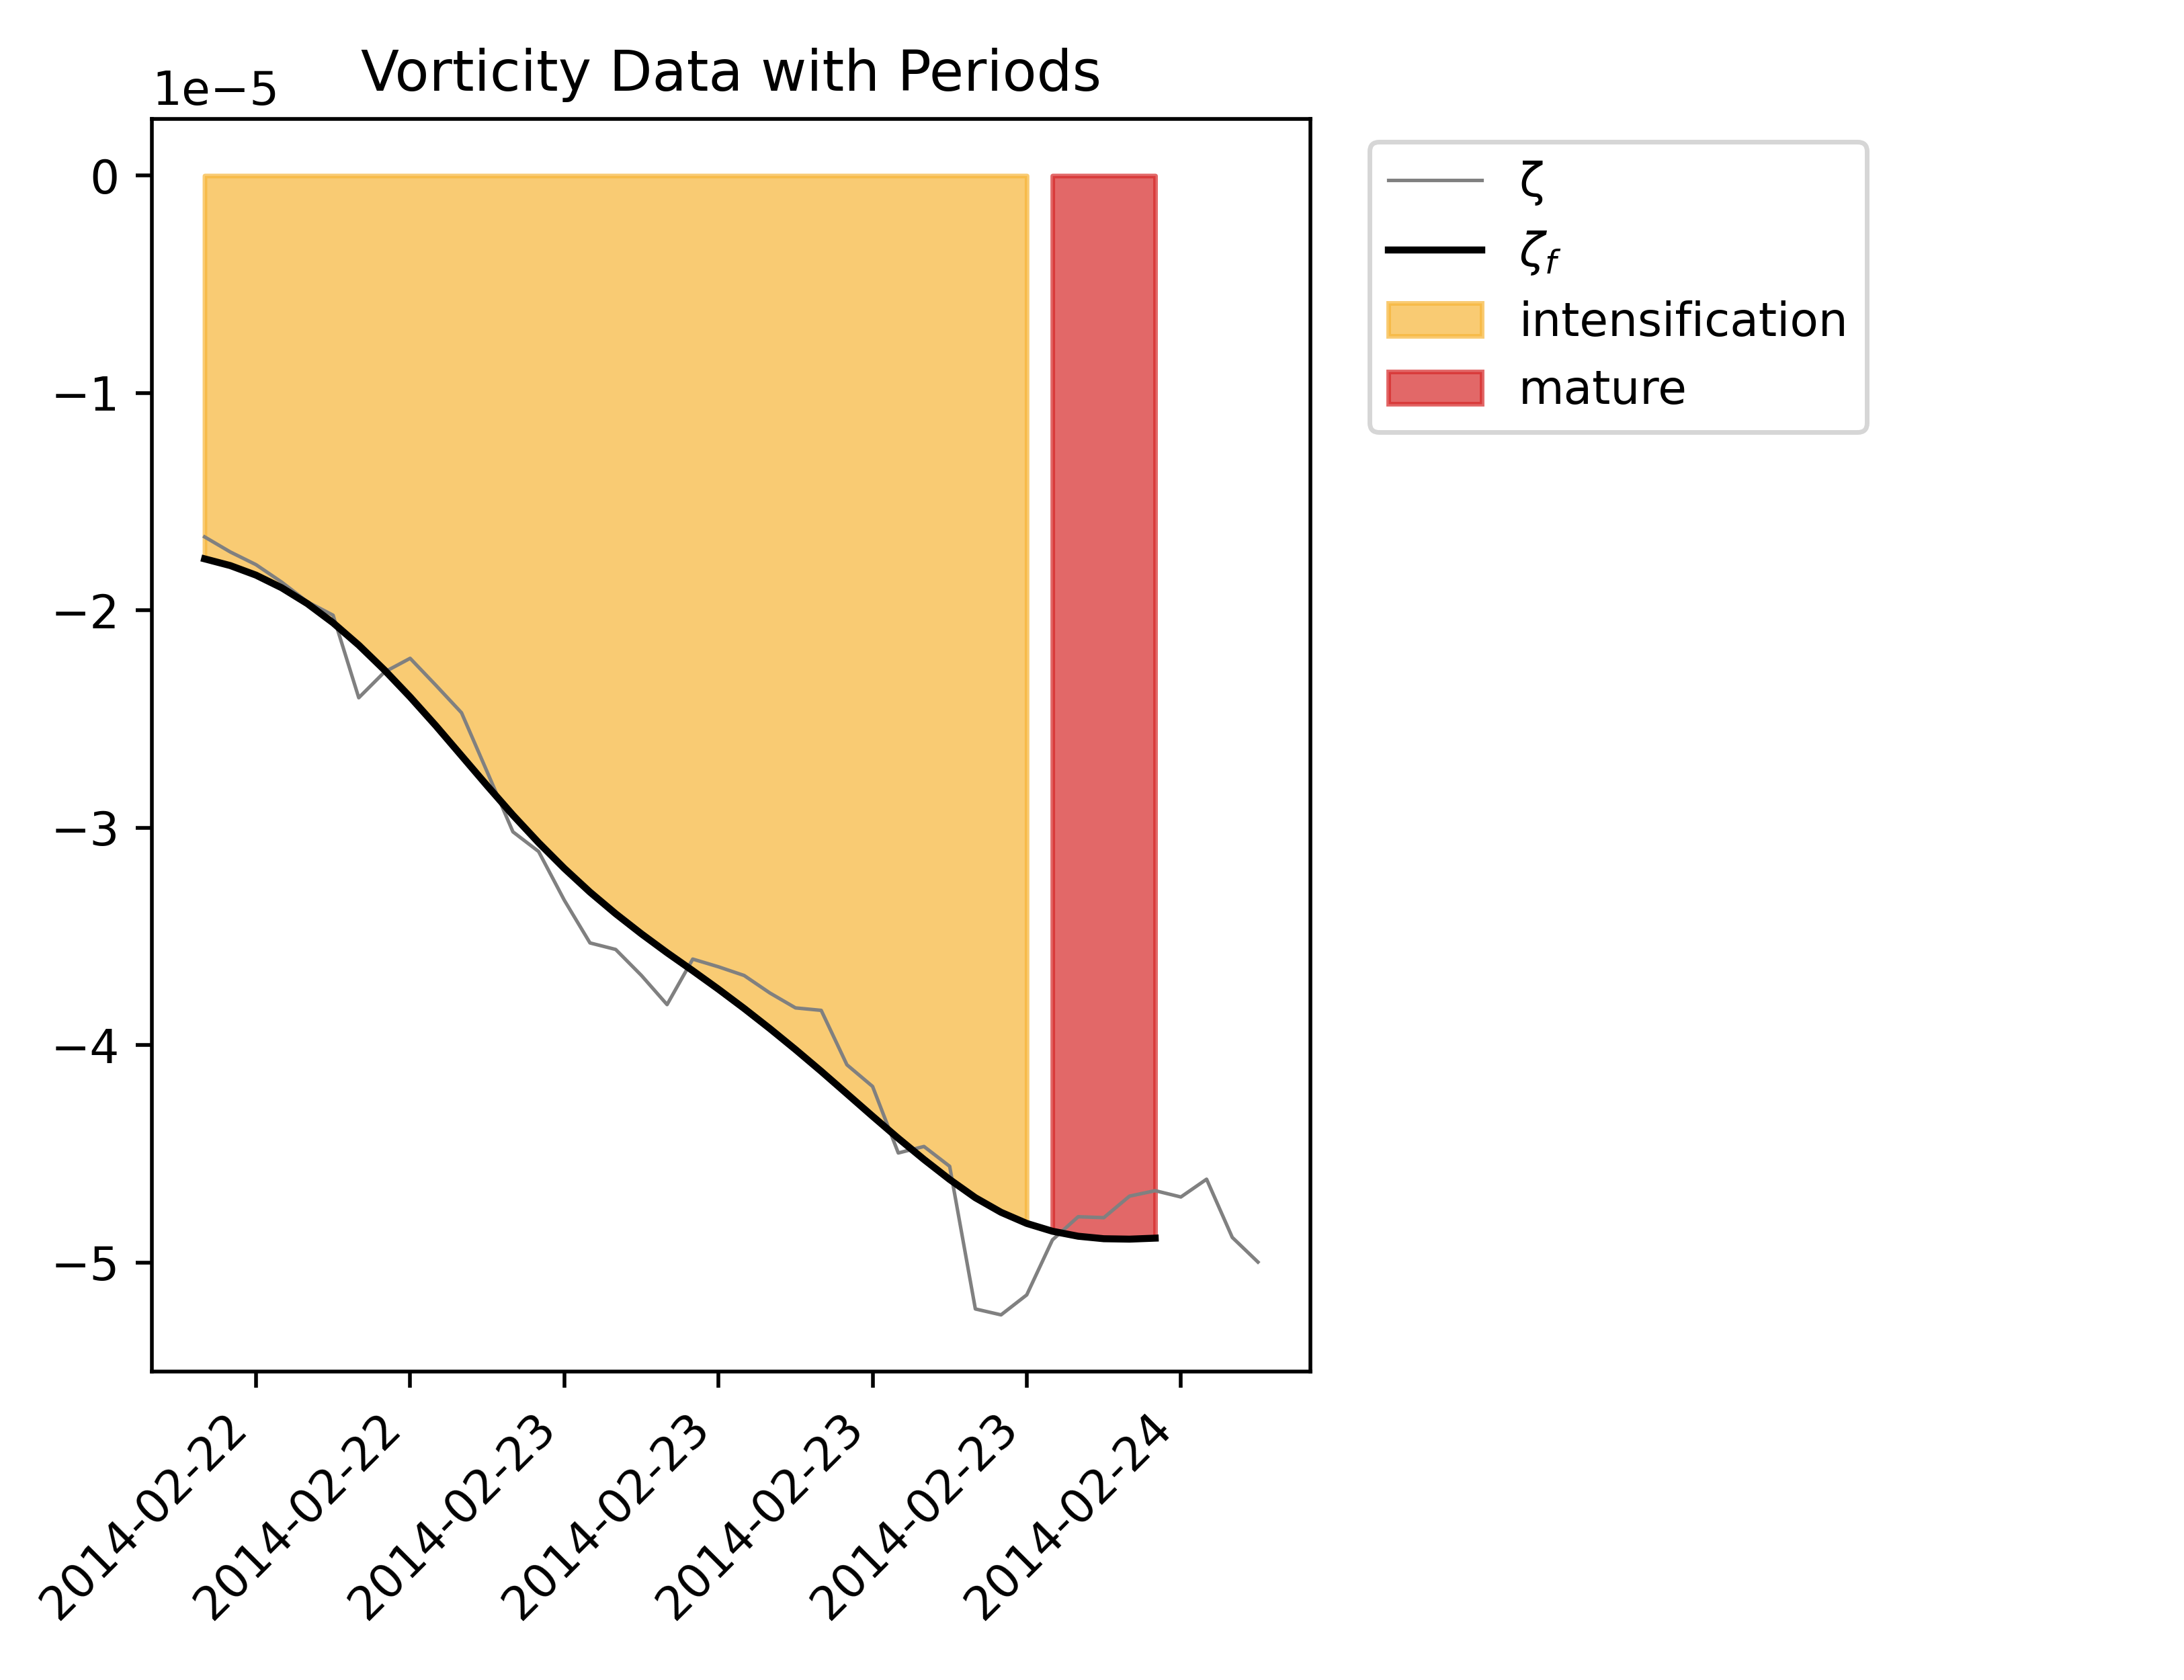 Vorticity Data with Periods
1e−5
0
−1
−2
−3
−4
−5
2014-02-22
2014-02-22
2014-02-23
2014-02-23
2014-02-23
2014-02-23
2014-02-24
ζ
ζf
intensification
mature